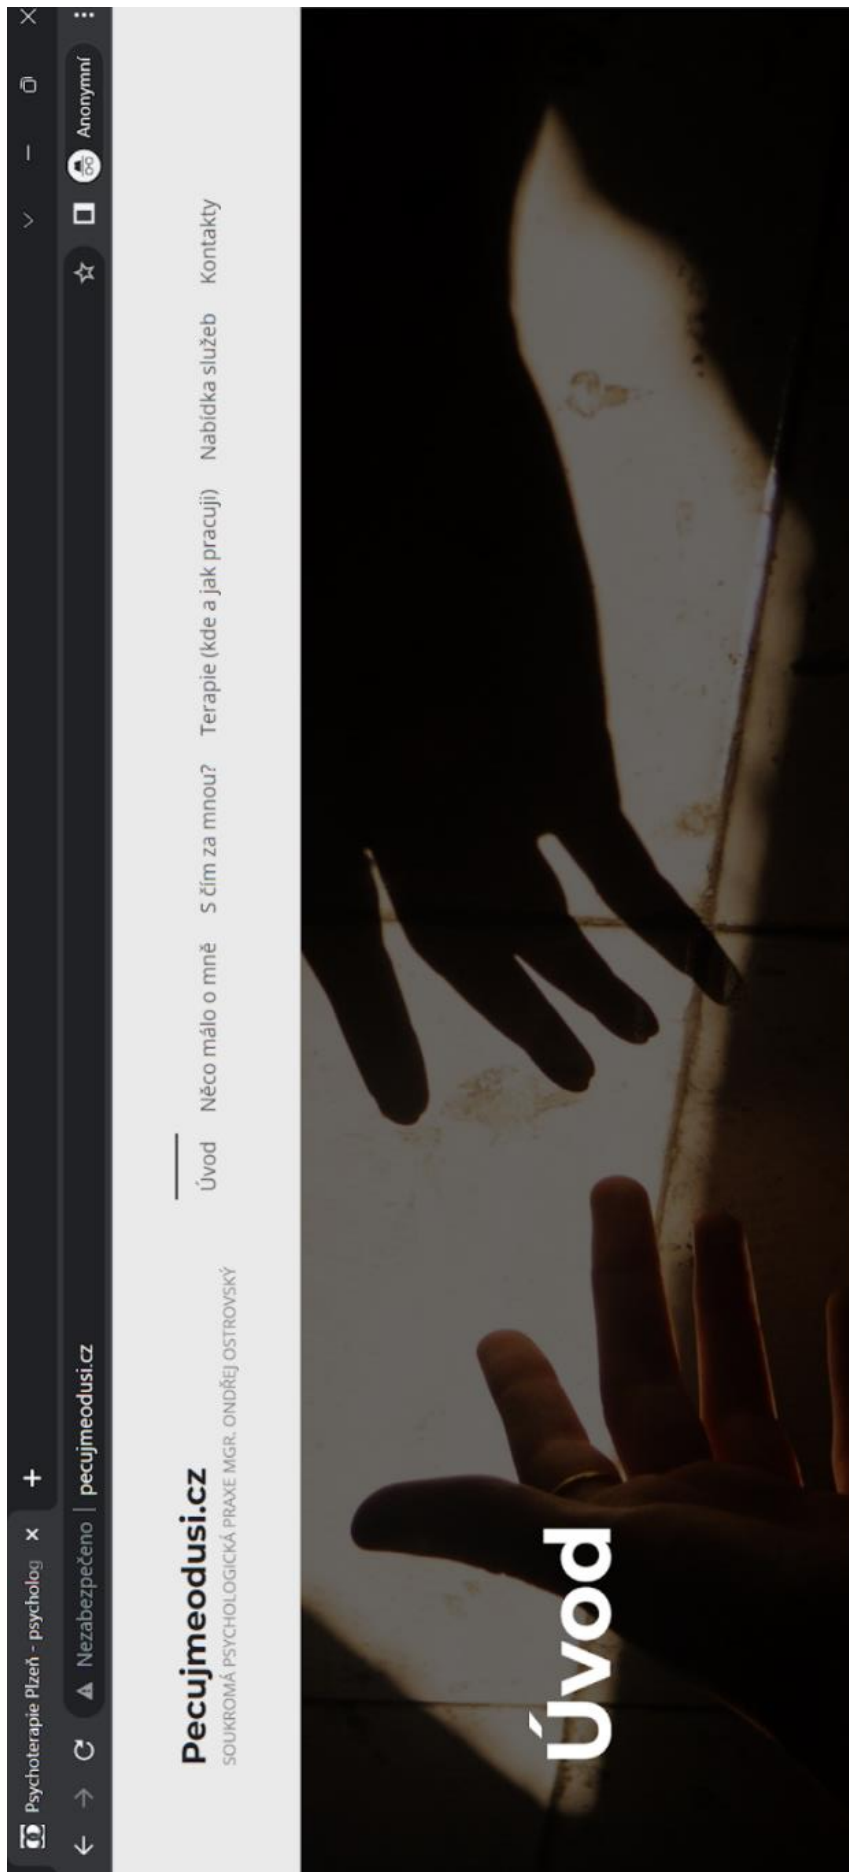 Psychoterapie Plzeň - psycholog
Nezabezpečeno | pecujmeodusi.cz
Anonymní
Pecujmeodusi.cz
SOUKROMÁ PSYCHOLOGICKÁ PRAXE MGR. ONDŘEJ OSTROVSKÝ
Úvod Něco málo o mně S čím za mnou? Terapie (kde a jak pracuji) Nabídka služeb Kontakty
Úvod